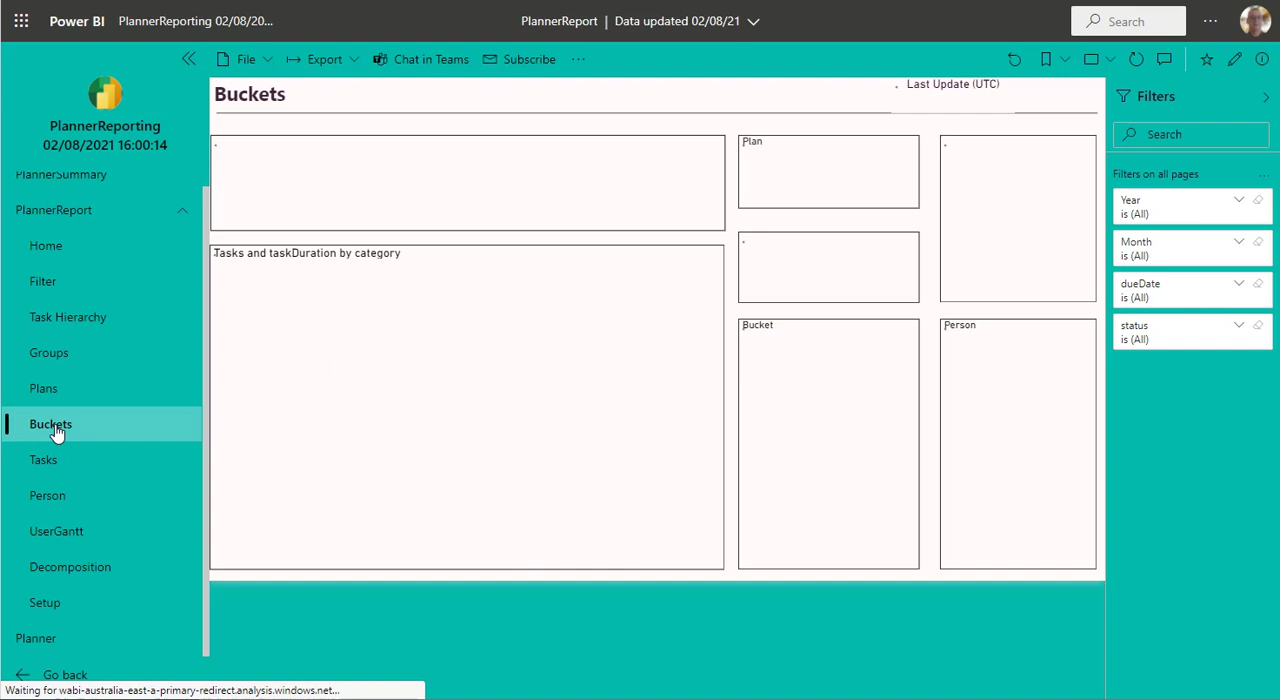 Power BI
PlannerReporting 02/08/20...
PlannerReport | Data updated 02/08/21
Search
File
Export
Chat in Teams
Subscribe
PlannerReporting
02/08/2021 16:00:14
PlannerSummary
PlannerReport
Home
Filter
Task Hierarchy
Groups
Plans
Buckets
Tasks
Person
UserGantt
Decomposition
Setup
Planner
Go back
Waiting for wabi-australia-east-a-primary-redirect.analysis.windows.net...
Buckets
Last Update (UTC)
Plan
Tasks and taskDuration by category
Bucket
Person
Filters
Search
Filters on all pages
Year
is (All)
Month
is (All)
dueDate
is (All)
status
is (All)